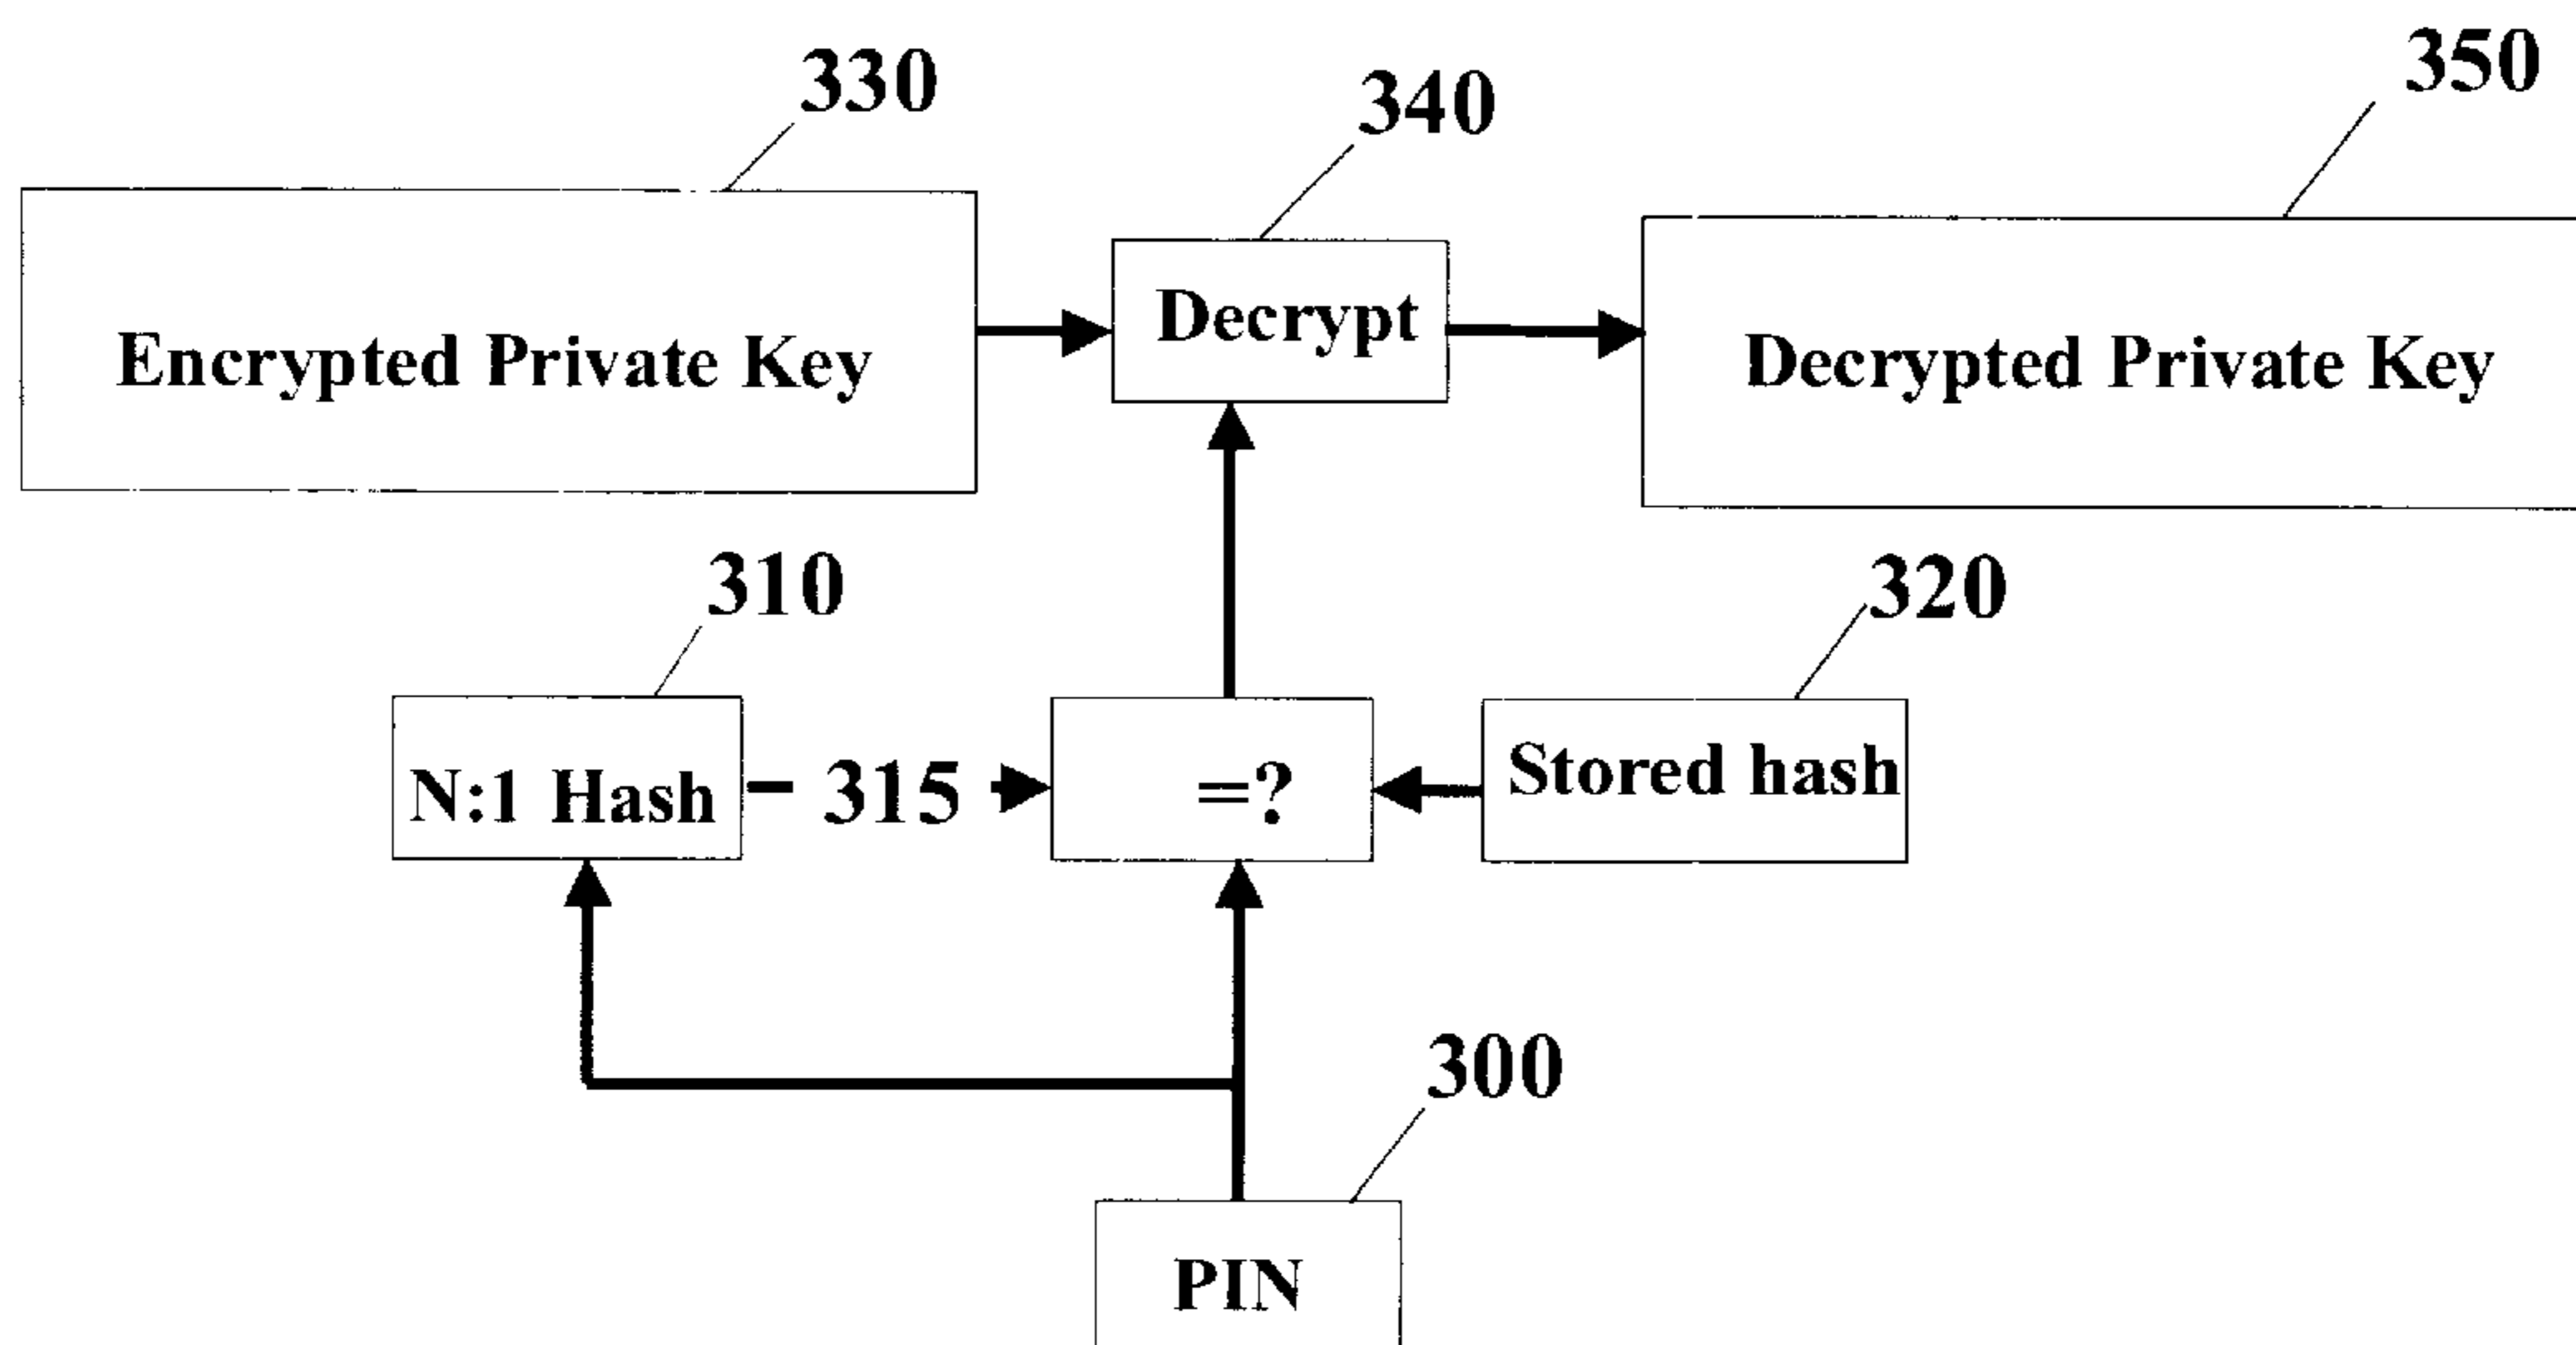 330
340
350
Encrypted Private Key
Decrypt
Decrypted Private Key
310
320
N:1 Hash
315
=?
Stored hash
300
PIN